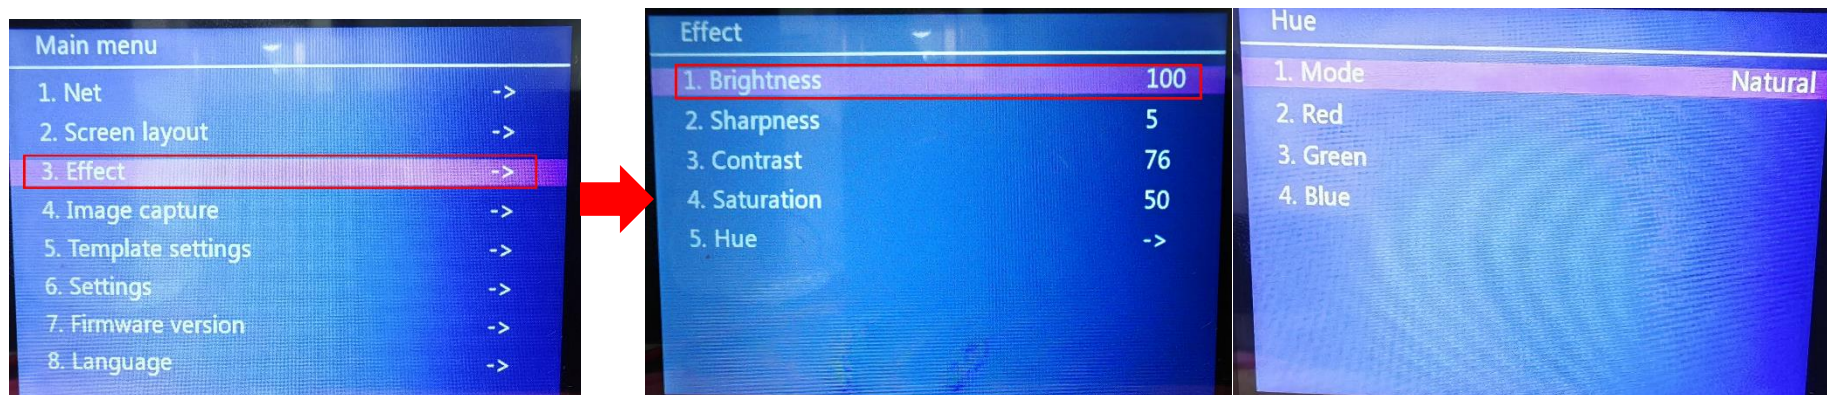 Main menu
1. Net ->
2. Screen layout ->
3. Effect ->
4. Image capture ->
5. Template settings ->
6. Settings ->
7. Firmware version ->
8. Language ->
Effect
1. Brightness 100
2. Sharpness 5
3. Contrast 76
4. Saturation 50
5. Hue ->
Hue
1. Mode Natural
2. Red
3. Green
4. Blue